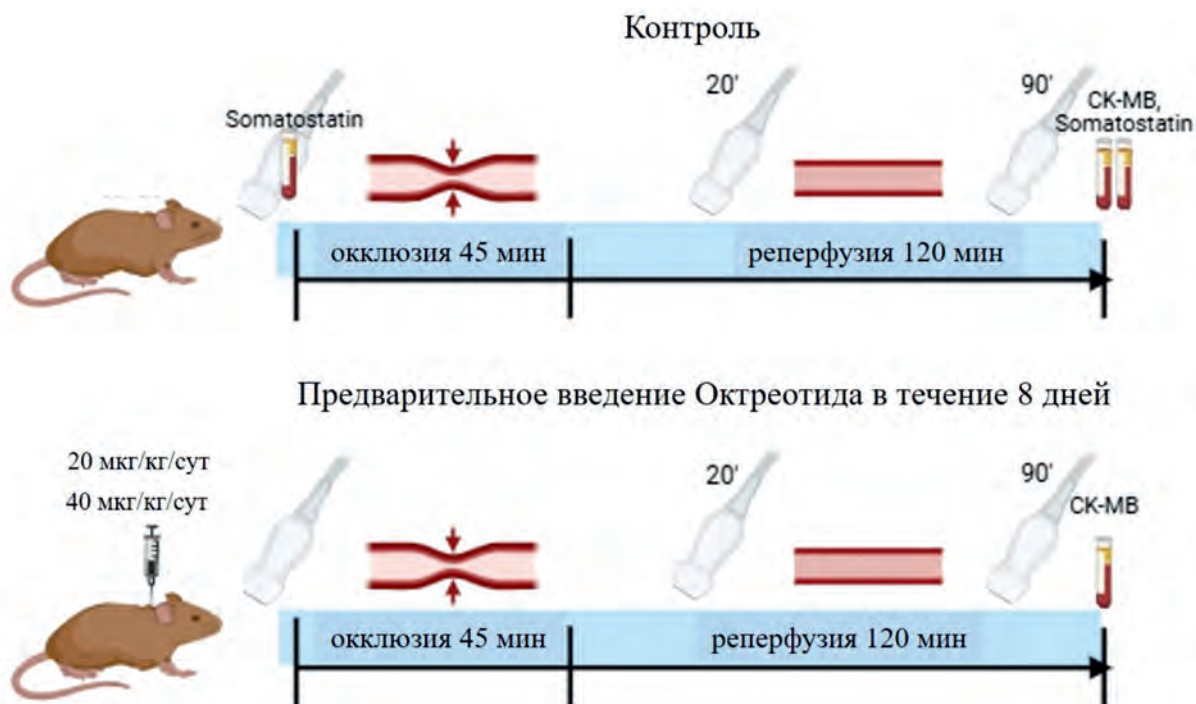 Контроль
20'
90'
Somatostatin
CK-MB,
Somatostatin
окклюзия 45 мин
реперфузия 120 мин
Предварительное введение Октреотида в течение 8 дней
20 мкг/кг/сут
40 мкг/кг/сут
20'
90'
CK-MB
окклюзия 45 мин
реперфузия 120 мин